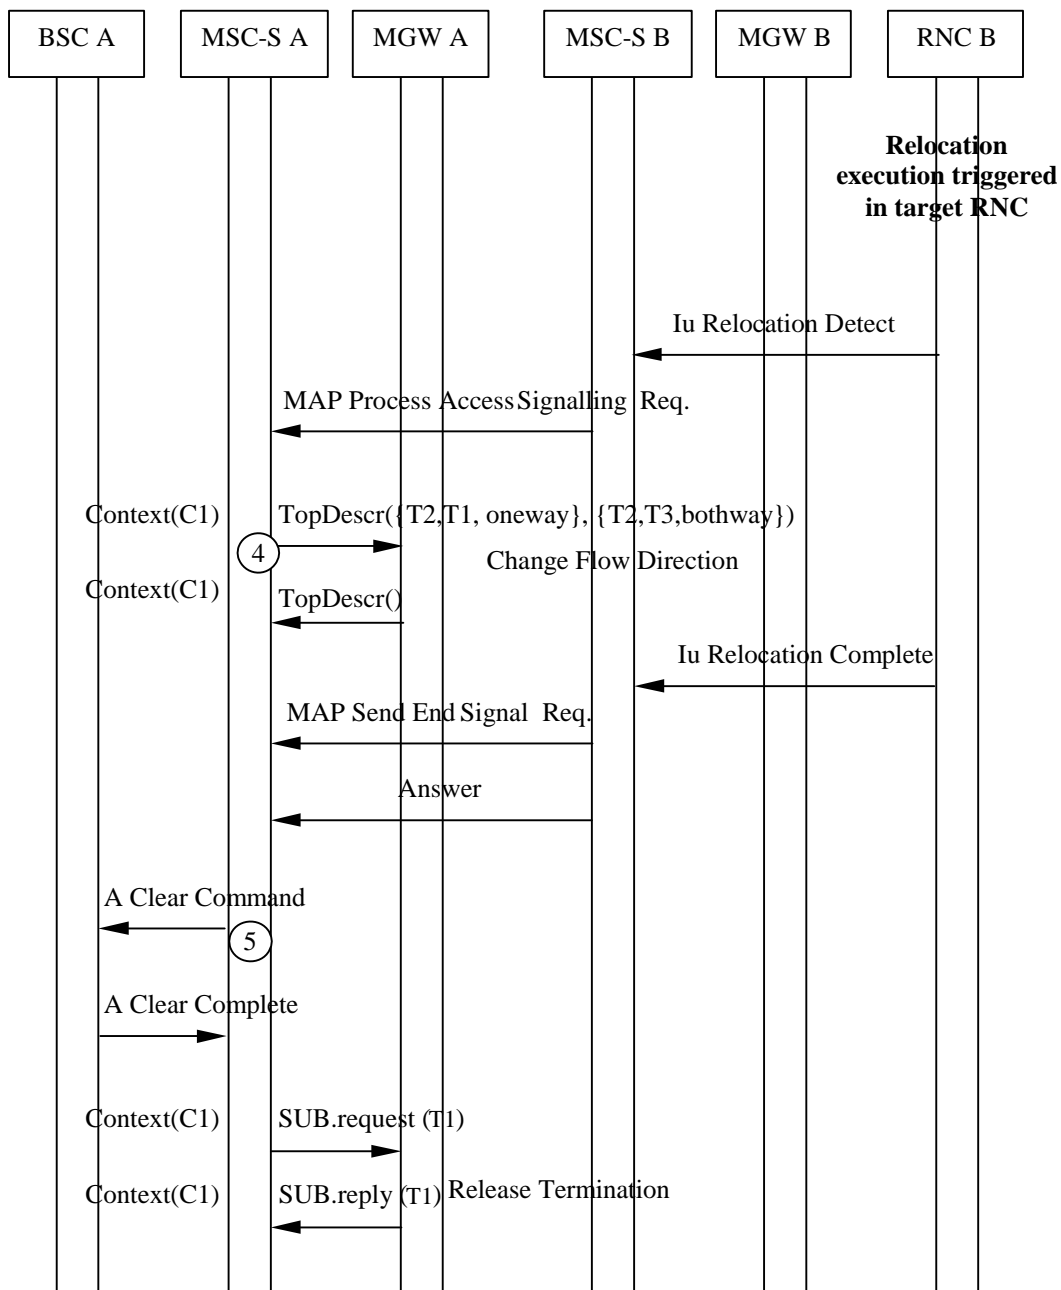 BSC A
MSC-S A
MGW A
MSC-S B
MGW B
RNC B
Relocation
execution triggered
in target RNC
Iu Relocation Detect
MAP Process Access Signalling Req.
Context(C1)
TopDescr({T2,T1, oneway}, {T2,T3,bothway})
4
Change Flow Direction
Context(C1)
TopDescr()
Iu Relocation Complete
MAP Send End Signal Req.
Answer
A Clear Command
5
A Clear Complete
Context(C1)
SUB.request (T1)
Context(C1)
SUB.reply (T1)
Release Termination